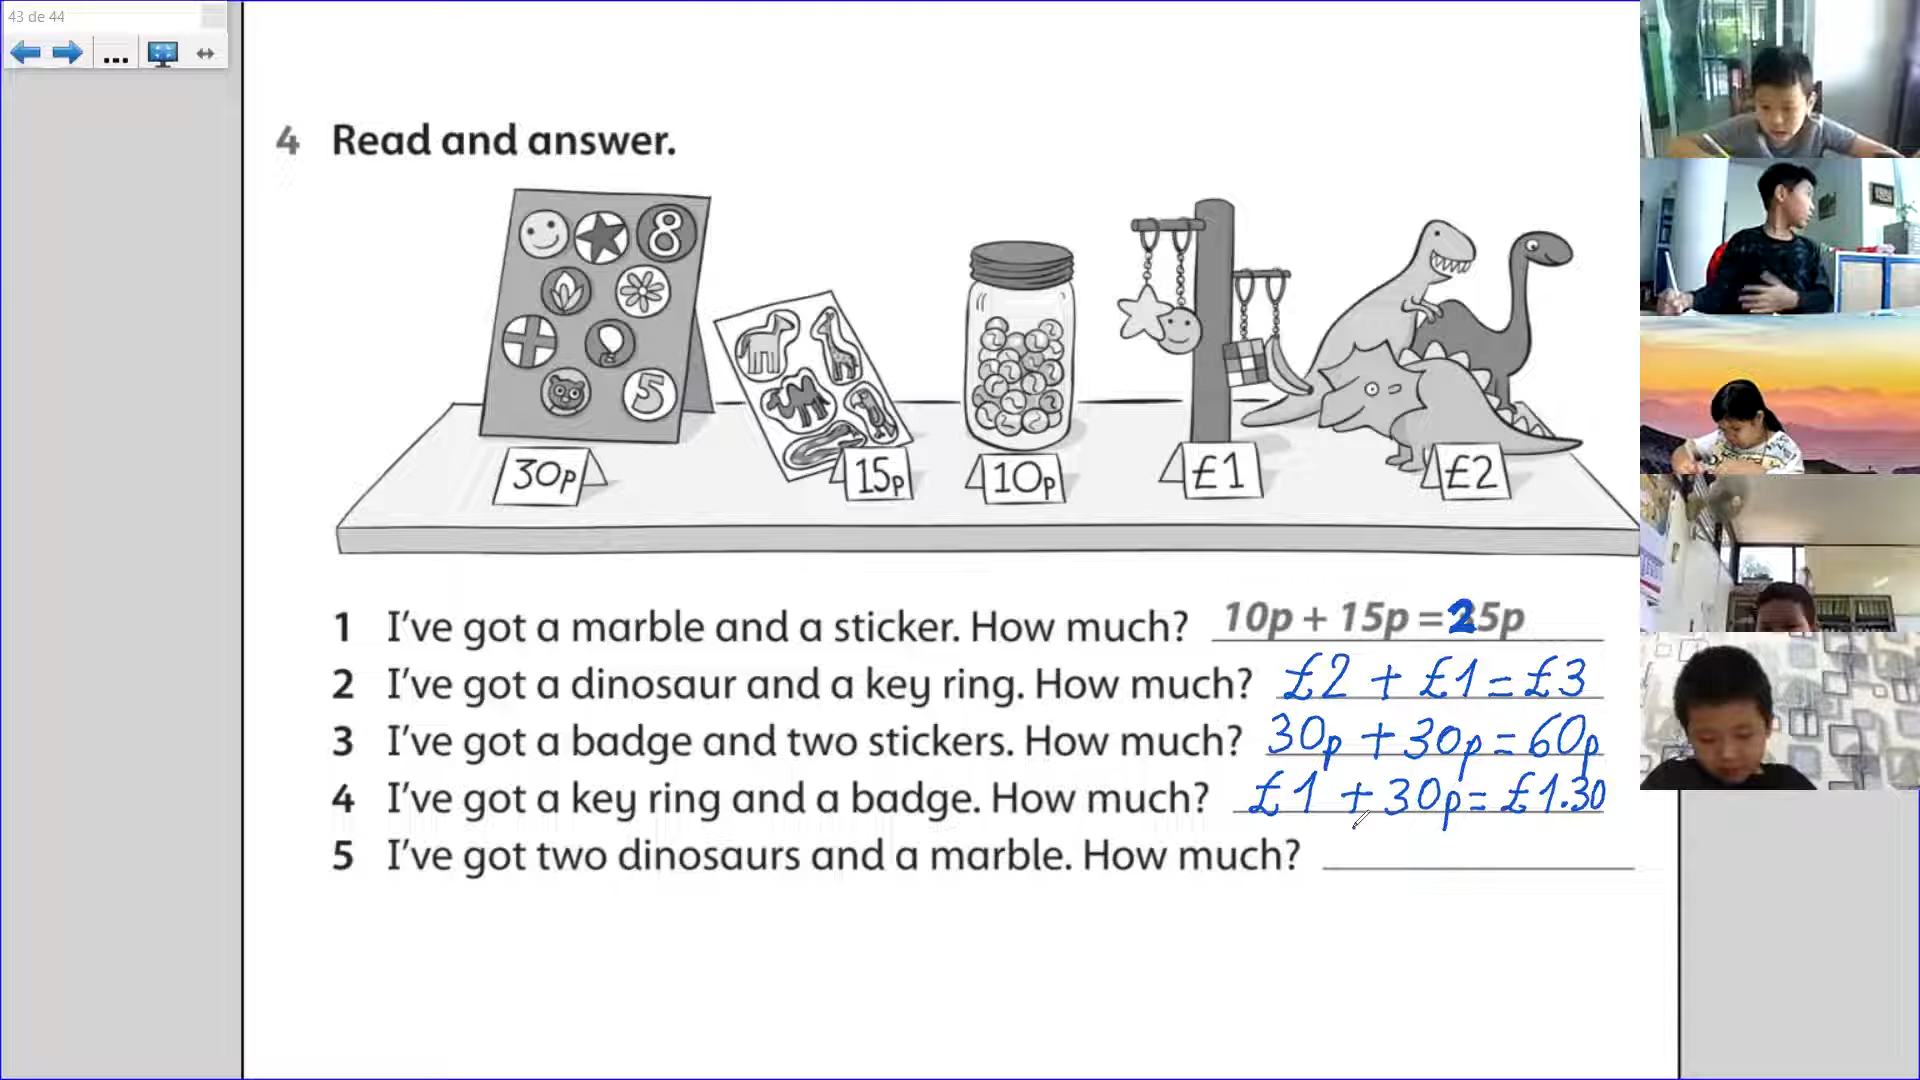 43 de 44
...
4 Read and answer.
8
5
30p 15p 10p £1 £2
1 I've got a marble and a sticker. How much? 10p + 15p = 25p
2 I've got a dinosaur and a key ring. How much? £2 + £1 = £3
3 I've got a badge and two stickers. How much? 30p + 30p = 60p
4 I've got a key ring and a badge. How much? £1 + 30p = £1.30
5 I've got two dinosaurs and a marble. How much?